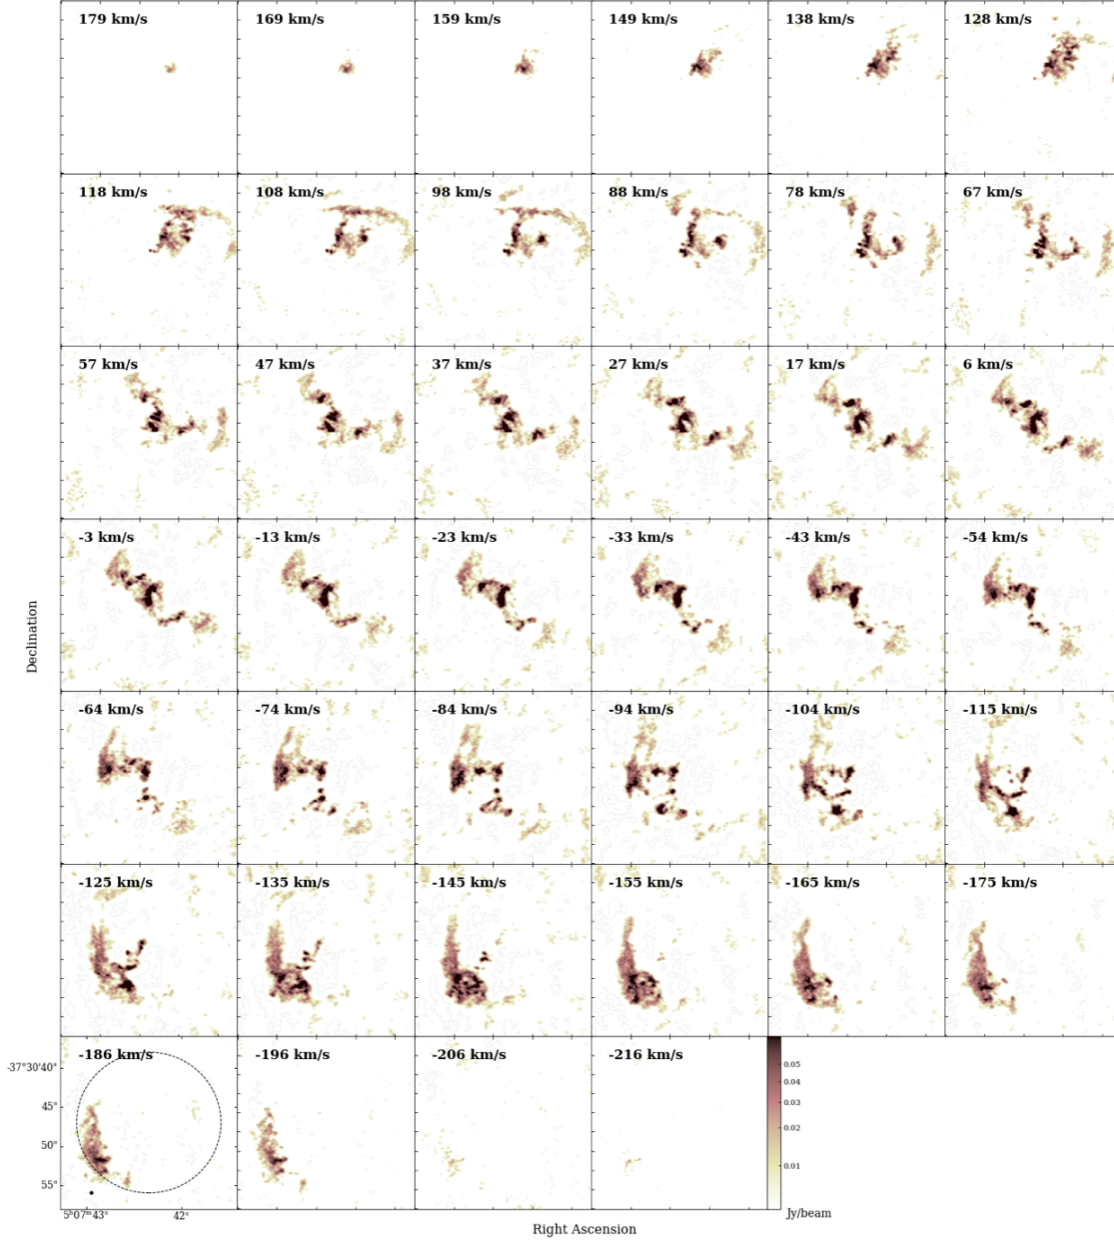 179 km/s 169 km/s 159 km/s 149 km/s 138 km/s 128 km/s
118 km/s 108 km/s 98 km/s 88 km/s 78 km/s 67 km/s
57 km/s 47 km/s 37 km/s 27 km/s 17 km/s 6 km/s
-3 km/s -13 km/s -23 km/s -33 km/s -43 km/s -54 km/s
Declination
-64 km/s -74 km/s -84 km/s -94 km/s -104 km/s -115 km/s
-125 km/s -135 km/s -145 km/s -155 km/s -165 km/s -175 km/s
-186 km/s -196 km/s -206 km/s -216 km/s
-37°30'40"
45"
50"
55"
5ʰ07ᵐ43ˢ 42ˢ
0.05
0.04
0.03
0.02
0.01
Jy/beam
Right Ascension